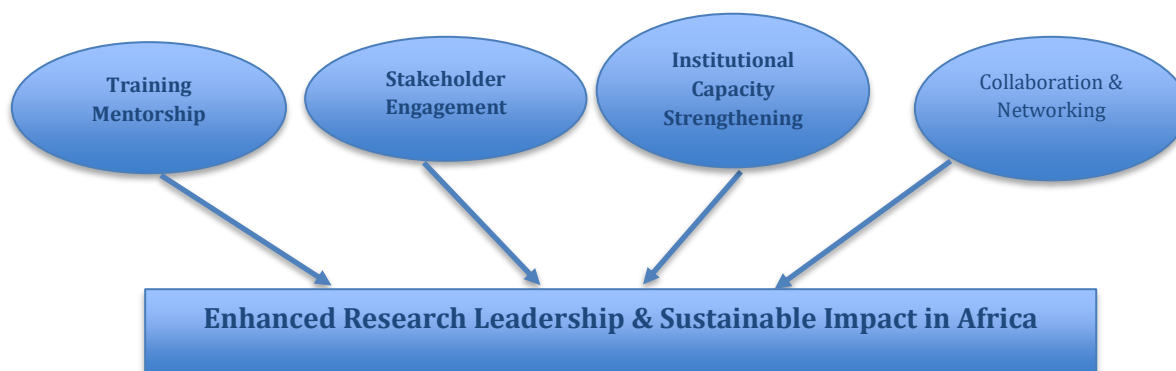 Training
Mentorship
Stakeholder
Engagement
Institutional
Capacity
Strengthening
Collaboration &
Networking
Enhanced Research Leadership & Sustainable Impact in Africa